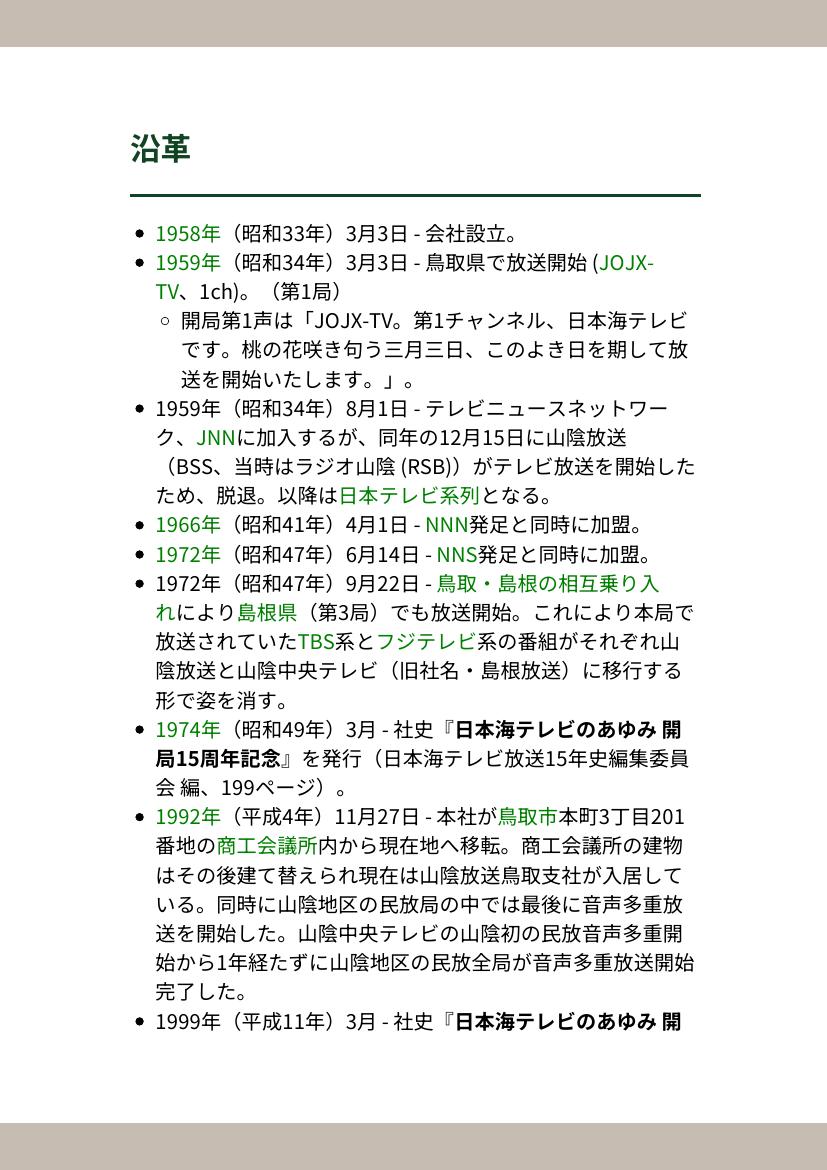 沿革
1958年（昭和33年）3月3日 - 会社設立。
1959年（昭和34年）3月3日 - 鳥取県で放送開始 (JOJX-
TV、1ch)。（第1局）
開局第1声は「JOJX-TV。第1チャンネル、日本海テレビ
です。桃の花咲き匂う三月三日、このよき日を期して放
送を開始いたします。」。
1959年（昭和34年）8月1日 - テレビニュースネットワー
ク、JNNに加入するが、同年の12月15日に山陰放送
（BSS、当時はラジオ山陰 (RSB)）がテレビ放送を開始した
ため、脱退。以降は日本テレビ系列となる。
1966年（昭和41年）4月1日 - NNN発足と同時に加盟。
1972年（昭和47年）6月14日 - NNS発足と同時に加盟。
1972年（昭和47年）9月22日 - 鳥取・島根の相互乗り入
れにより島根県（第3局）でも放送開始。これにより本局で
放送されていたTBS系とフジテレビ系の番組がそれぞれ山
陰放送と山陰中央テレビ（旧社名・島根放送）に移行する
形で姿を消す。
1974年（昭和49年）3月 - 社史『日本海テレビのあゆみ 開
局15周年記念』を発行（日本海テレビ放送15年史編集委員
会 編、199ページ）。
1992年（平成4年）11月27日 - 本社が鳥取市本町3丁目201
番地の商工会議所内から現在地へ移転。商工会議所の建物
はその後建て替えられ現在は山陰放送鳥取支社が入居して
いる。同時に山陰地区の民放局の中では最後に音声多重放
送を開始した。山陰中央テレビの山陰初の民放音声多重開
始から1年経たずに山陰地区の民放全局が音声多重放送開始
完了した。
1999年（平成11年）3月 - 社史『日本海テレビのあゆみ 開